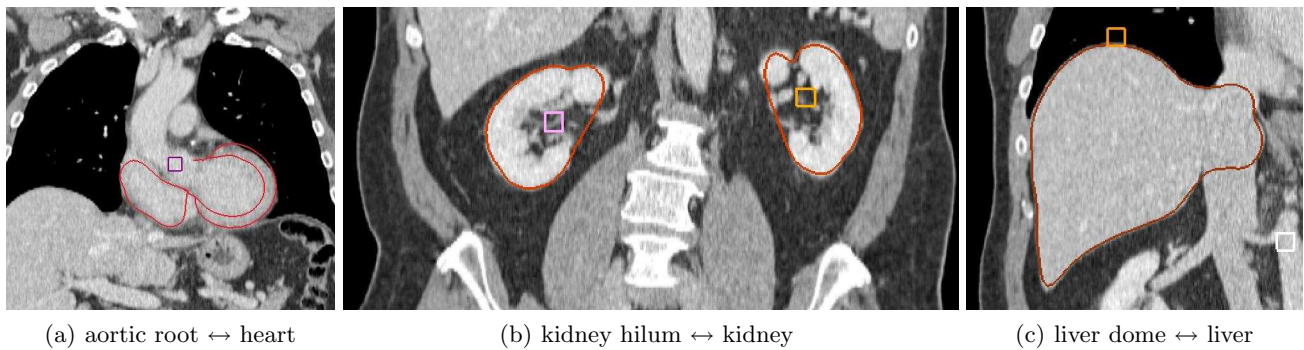 (a) aortic root ↔ heart
(b) kidney hilum ↔ kidney
(c) liver dome ↔ liver